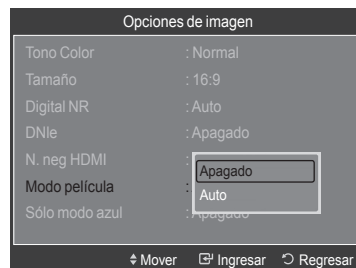 Opciones de imagen
Tono Color : Normal
Tamaño : 16:9
Digital NR : Auto
DNIe : Apagado
N. neg HDMI :
Apagado
Modo película :
Auto
Sólo modo azul : Apagado
Mover Ingresar Regresar